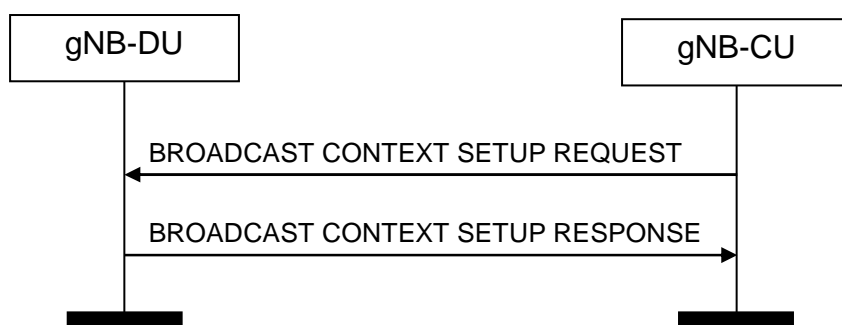 gNB-DU
gNB-CU
BROADCAST CONTEXT SETUP REQUEST
BROADCAST CONTEXT SETUP RESPONSE